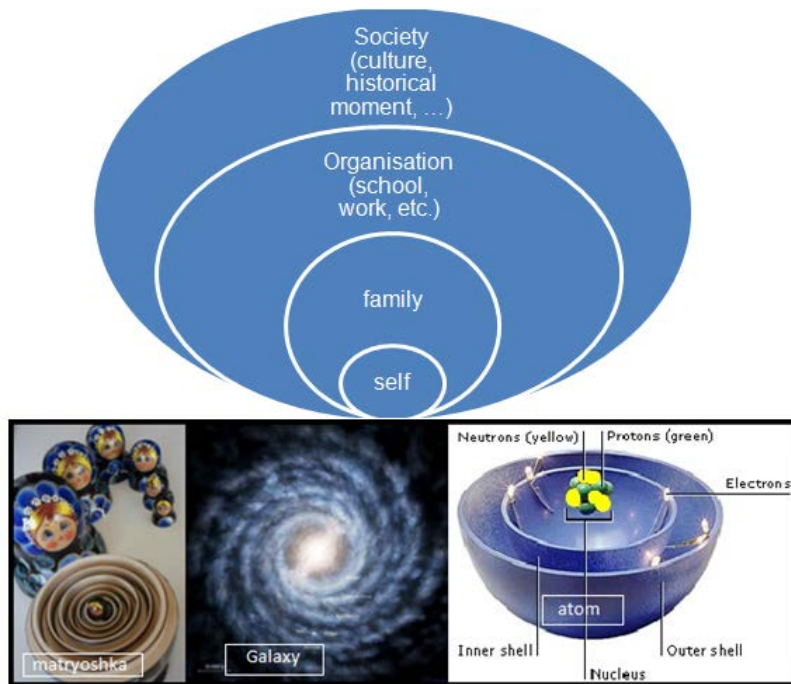 Society
(culture,
historical
moment, ...)
Organisation
(school,
work, etc.)
family
self
Neutrons (yellow) Protons (green)
Electrons
matryoshka
Galaxy
atom
Inner shell
Outer shell
Nucleus